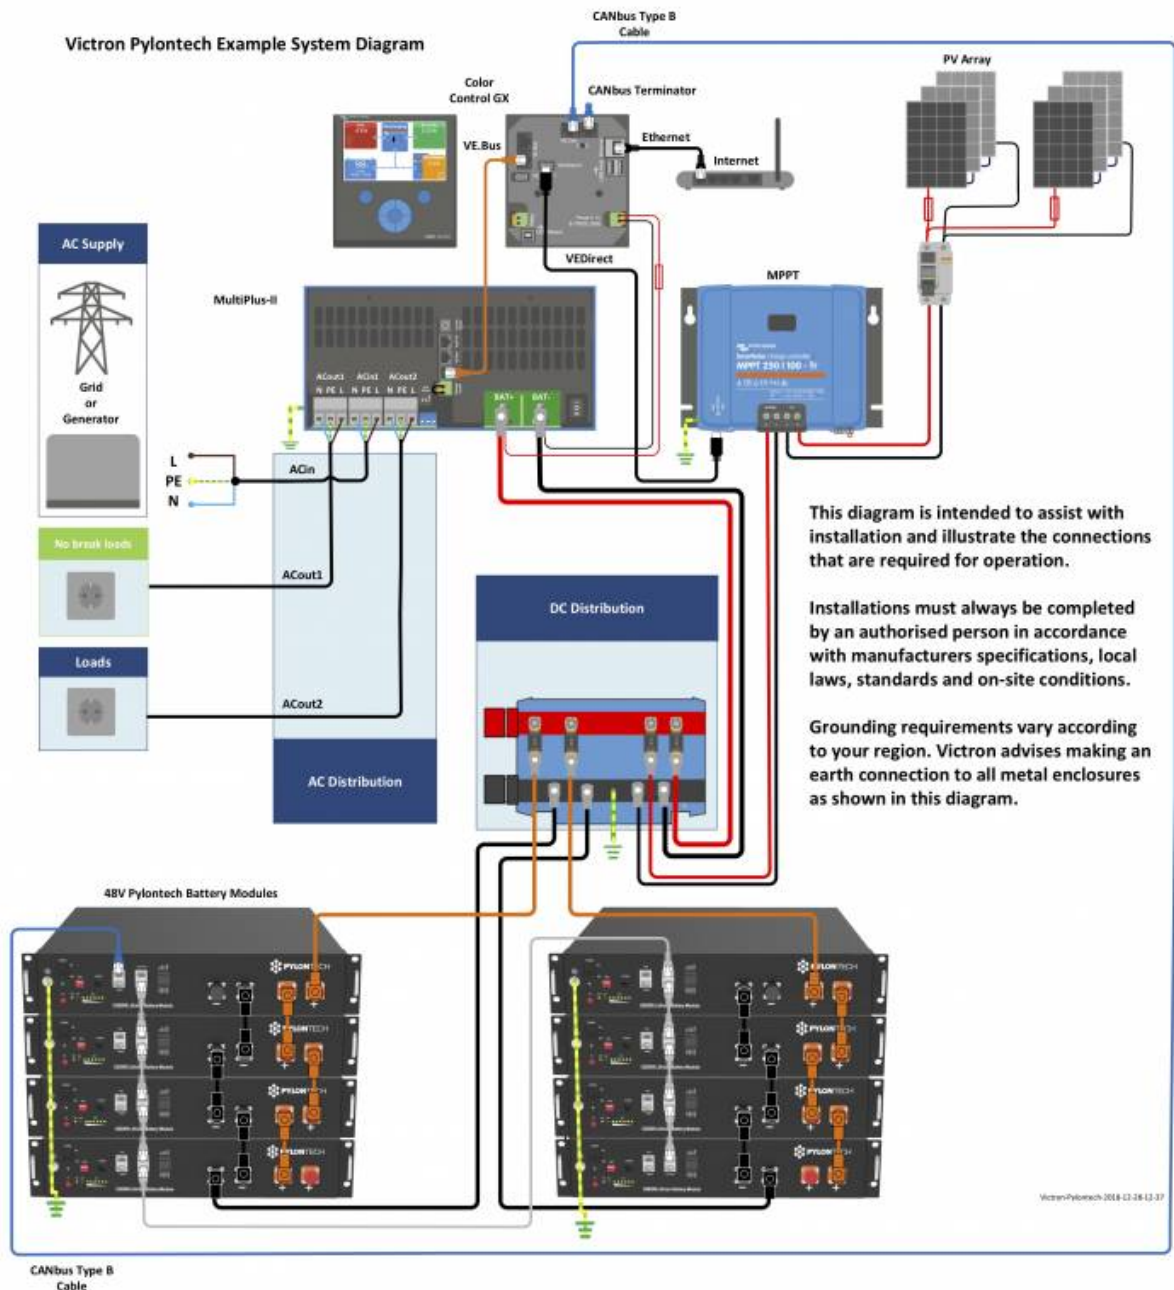 Victron Pylontech Example System Diagram
CANbus Type B
Cable
PV Array
Color
Control GX
CANbus Terminator
VE.Bus
Ethernet
Internet
AC Supply
VEDirect
MPPT
MultiPlus-II
ACout1 ACin1 ACout2
N PE L N PE L N PE L
BAT+ BAT-
MPPT 250 | 100 - Tr
Grid
or
Generator
L
PE
N
ACin
This diagram is intended to assist with
installation and illustrate the connections
that are required for operation.
No break loads
ACout1
DC Distribution
Installations must always be completed
by an authorised person in accordance
with manufacturers specifications, local
laws, standards and on-site conditions.
Loads
ACout2
Grounding requirements vary according
to your region. Victron advises making an
earth connection to all metal enclosures
as shown in this diagram.
AC Distribution
48V Pylontech Battery Modules
PYLONTECH
PYLONTECH
PYLONTECH
PYLONTECH
PYLONTECH
PYLONTECH
PYLONTECH
PYLONTECH
CANbus Type B
Cable